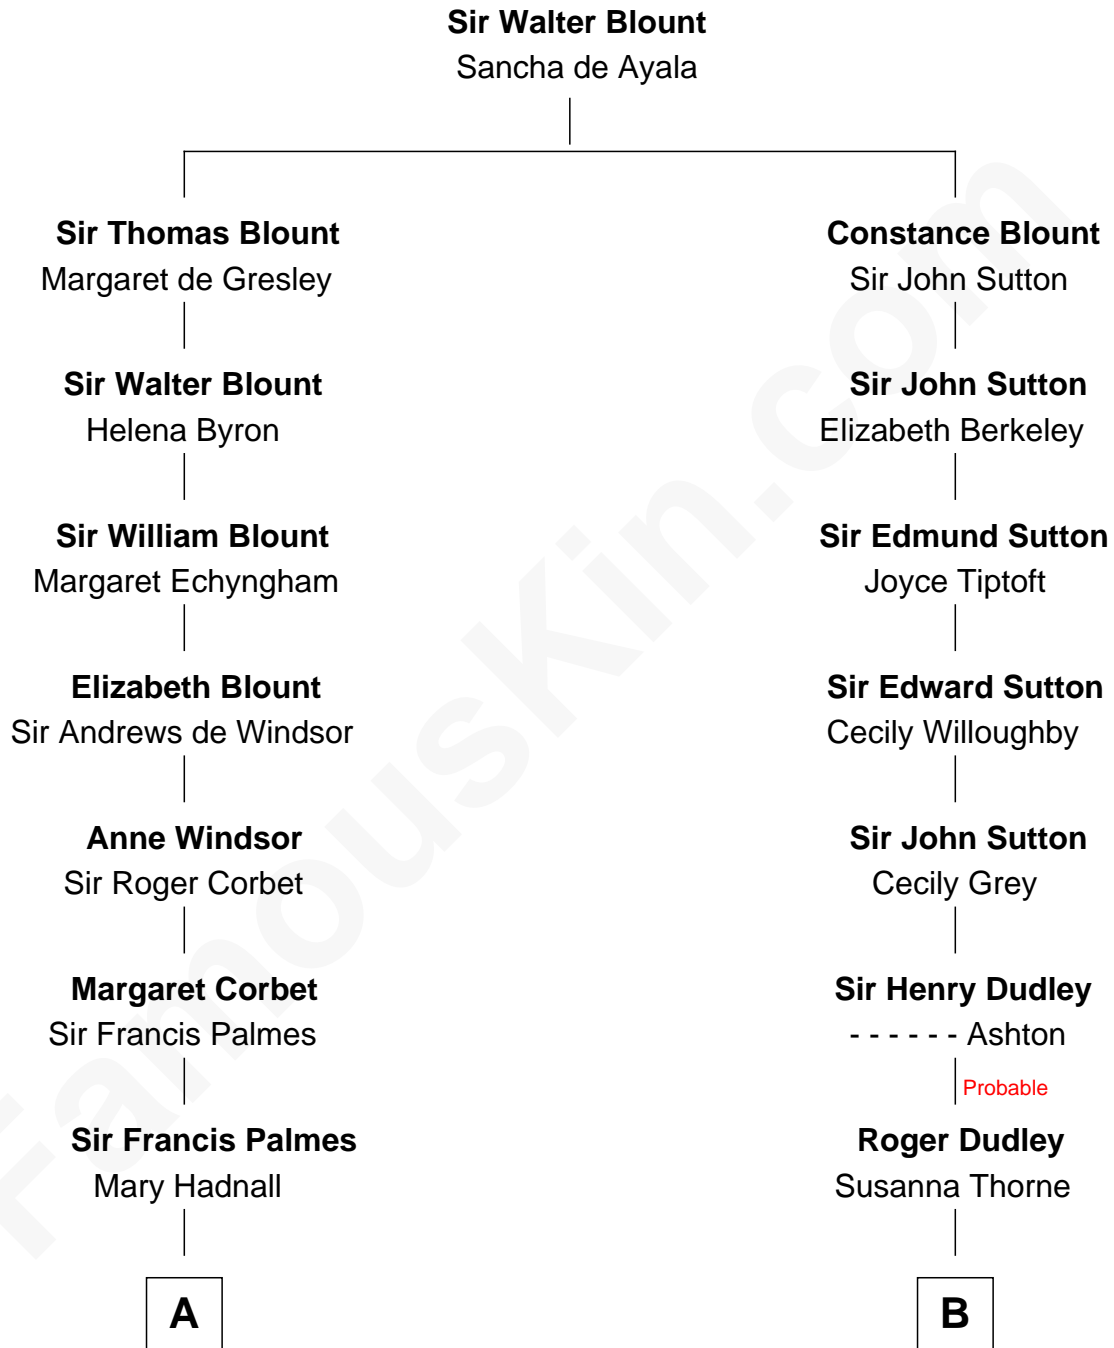 Sir Walter Blount
Sancha de Ayala
Sir Thomas Blount
Margaret de Gresley
Constance Blount
Sir John Sutton
Sir Walter Blount
Helena Byron
Sir John Sutton
Elizabeth Berkeley
Sir William Blount
Margaret Echyngham
Sir Edmund Sutton
Joyce Tiptoft
Elizabeth Blount
Sir Andrews de Windsor
Sir Edward Sutton
Cecily Willoughby
Anne Windsor
Sir Roger Corbet
Sir John Sutton
Cecily Grey
Margaret Corbet
Sir Francis Palmes
Sir Henry Dudley
- - - - - - Ashton
Probable
Sir Francis Palmes
Mary Hadnall
Roger Dudley
Susanna Thorne
A
B
FamousKin.com